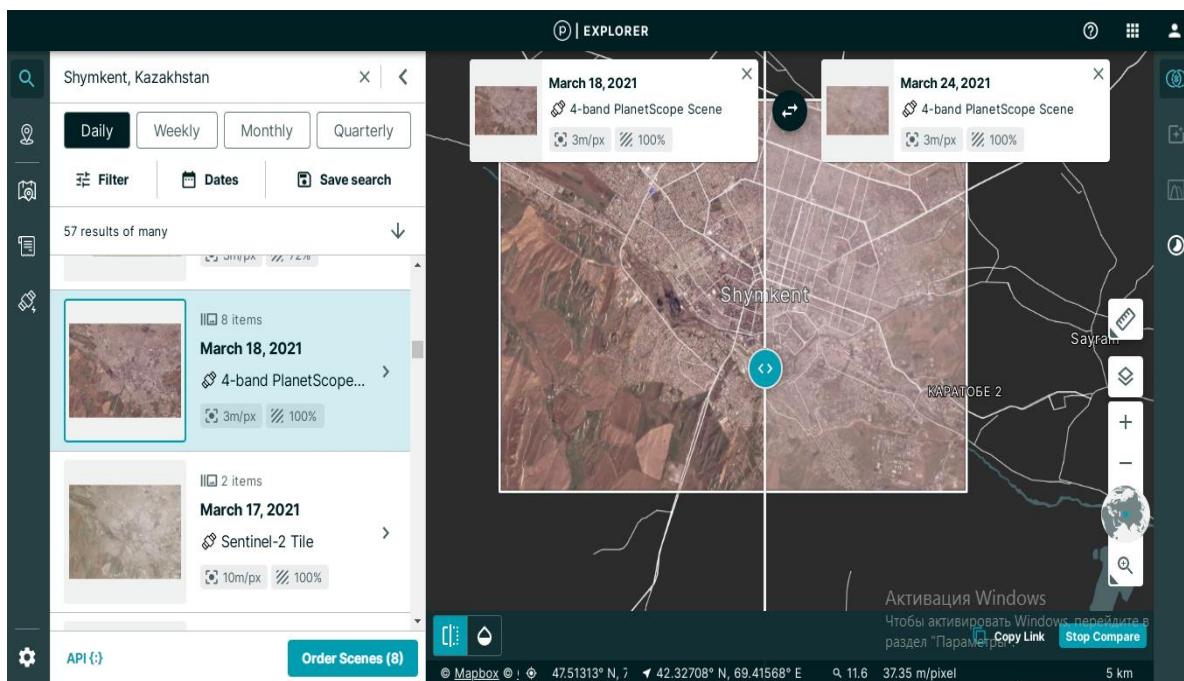 p | EXPLORER
Shymkent, Kazakhstan
Daily Weekly Monthly Quarterly
Filter Dates Save search
57 results of many
3m/px 72%
8 items
March 18, 2021
4-band PlanetScope...
3m/px 100%
2 items
March 17, 2021
Sentinel-2 Tile
10m/px 100%
API {:} Order Scenes (8)
March 18, 2021
4-band PlanetScope Scene
3m/px 100%
March 24, 2021
4-band PlanetScope Scene
3m/px 100%
Shymkent
Sayram
КАРАТОБЕ 2
Активация Windows
Чтобы активировать Windows, перейдите в
раздел "Параметры".
Copy Link Stop Compare
© Mapbox © 47.51313° N, 7 42.32708° N, 69.41568° E 11.6 37.35 m/pixel 5 km